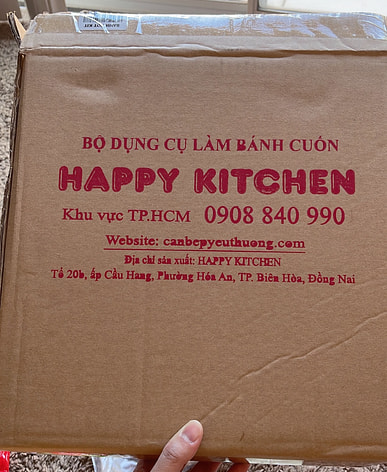 BỘ DỤNG CỤ LÀM BÁNH CUỐN
HAPPY KITCHEN
Khu vực TP.HCM 0908 840 990
Website: canbepyeuthuong.com
Địa chỉ sản xuất: HAPPY KITCHEN
Tổ 20b, ấp Cầu Hang, Phường Hóa An, TP. Biên Hòa, Đồng Nai